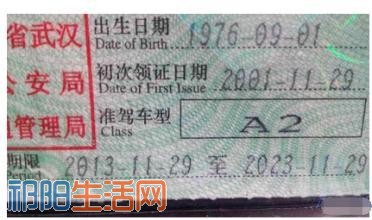 省武汉
公安局
管理局
出生日期 1976-09-01
Date of Birth
初次领证日期 2001-11-29
Date of First Issue
准驾车型 A2
Class
期限 2013-11-29 至 2023-11-29
Period
祁阳生活网